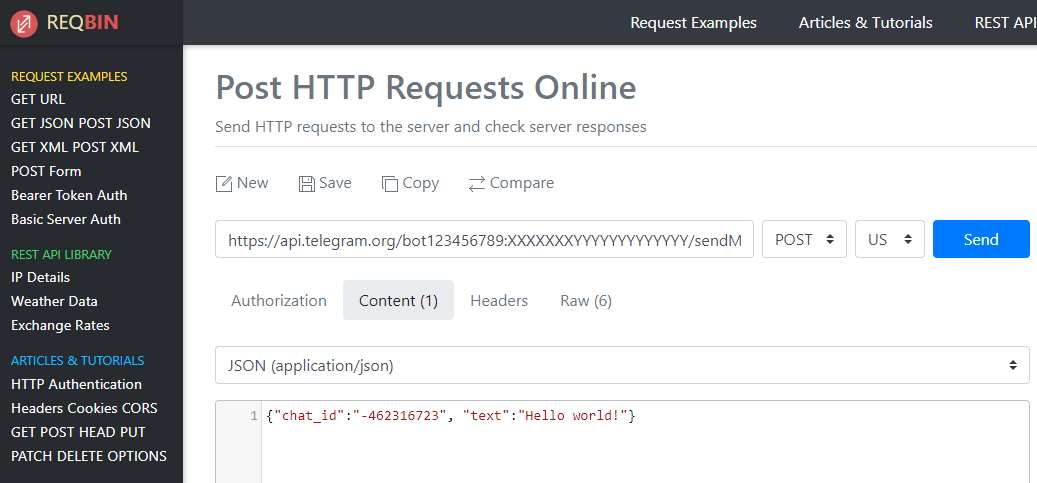 REQBIN
Request Examples Articles & Tutorials REST API
REQUEST EXAMPLES
GET URL
GET JSON POST JSON
GET XML POST XML
POST Form
Bearer Token Auth
Basic Server Auth
REST API LIBRARY
IP Details
Weather Data
Exchange Rates
ARTICLES & TUTORIALS
HTTP Authentication
Headers Cookies CORS
GET POST HEAD PUT
PATCH DELETE OPTIONS
Post HTTP Requests Online
Send HTTP requests to the server and check server responses
New Save Copy Compare
https://api.telegram.org/bot123456789:XXXXXXXYYYYYYYYYYYYY/sendM POST US Send
Authorization Content (1) Headers Raw (6)
JSON (application/json)
1 {"chat_id":"-462316723", "text":"Hello world!"}